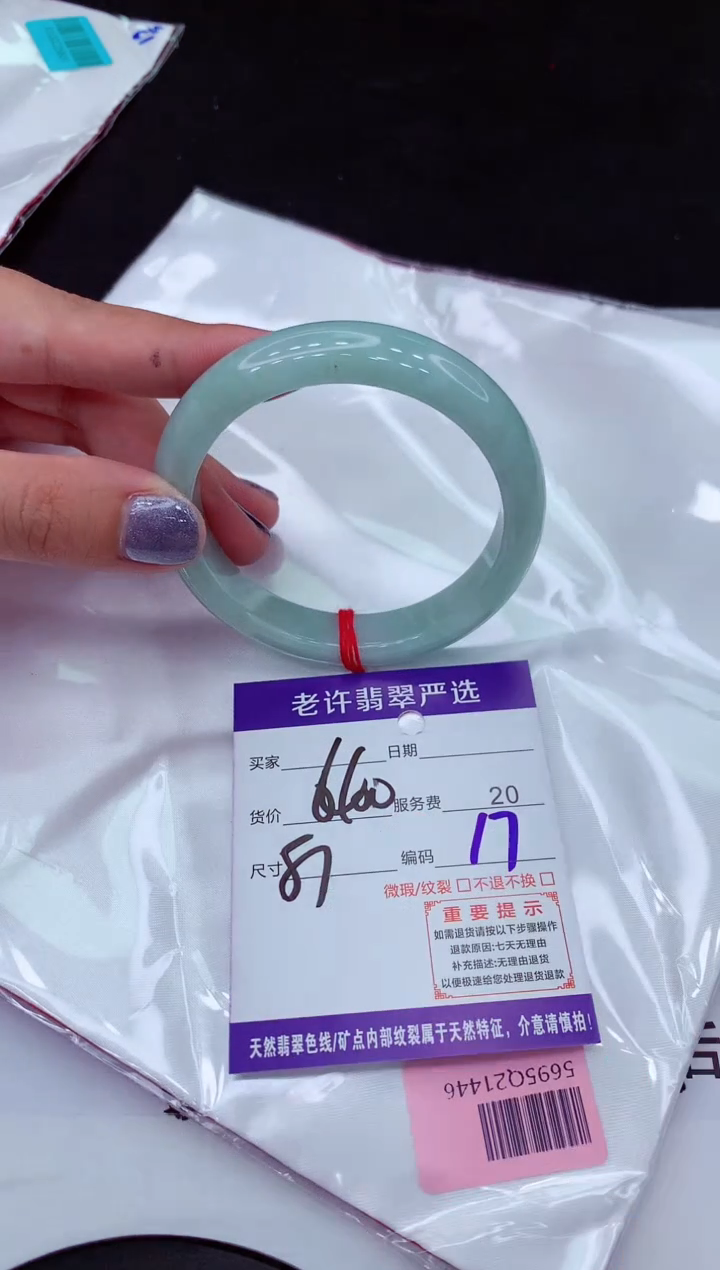 老许翡翠严选
买家 日期
货价 6600 服务费 20
尺寸 57 编码 17
微瑕/纹裂 不退不换
重要提示
如需退货请按以下步骤操作
退款原因:七天无理由
补充描述:无理由退货
以便极速给您处理退货退款
天然翡翠色线/矿点内部纹裂属于天然特征，介意请慎拍!
5695Q21446
后